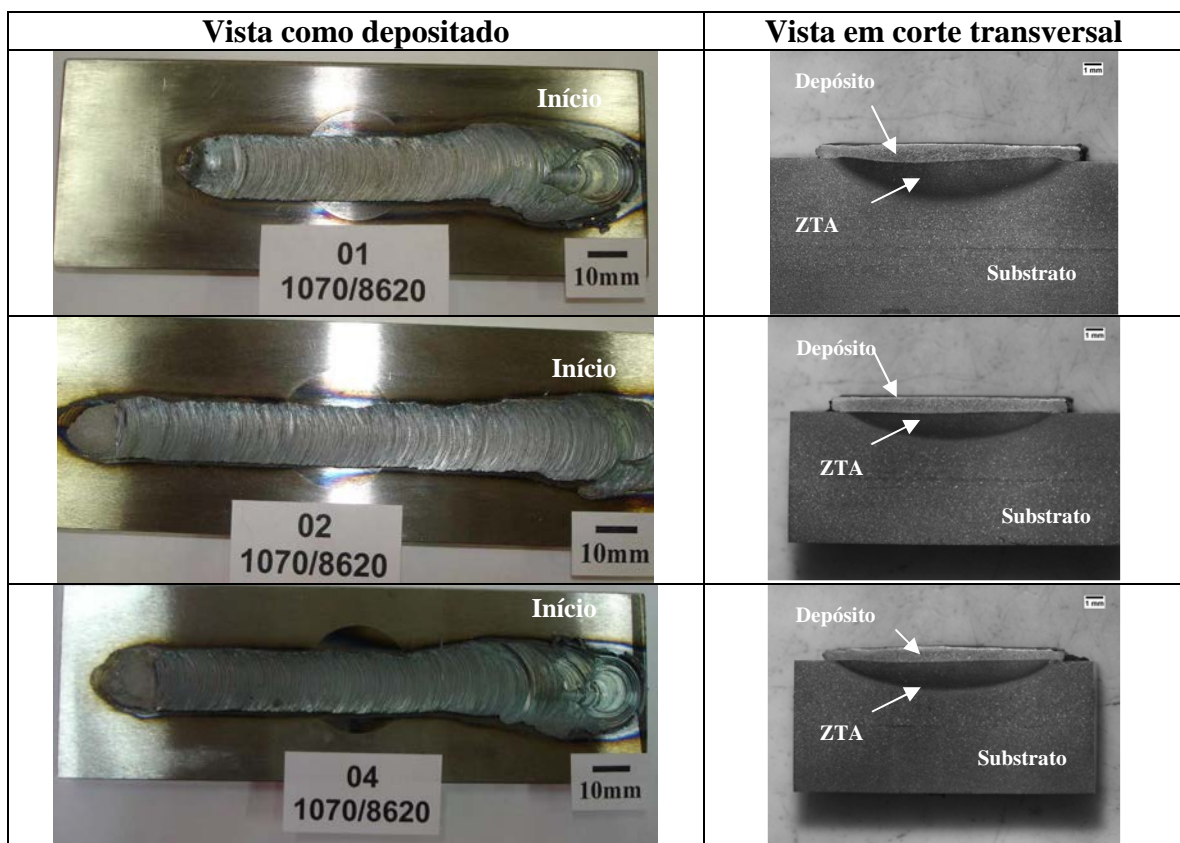 Vista como depositado
Vista em corte transversal
Início
01
1070/8620
10mm
1 mm
Depósito
ZTA
Substrato
Início
02
1070/8620
10mm
1 mm
Depósito
ZTA
Substrato
Início
04
1070/8620
10mm
1 mm
Depósito
ZTA
Substrato